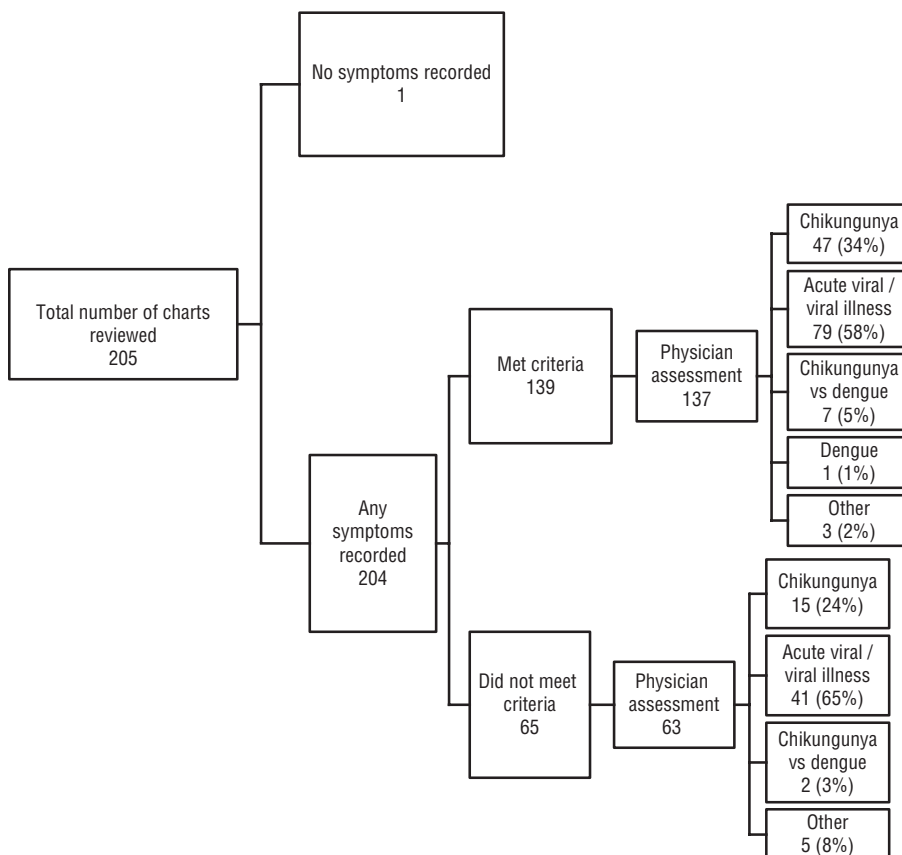 No symptoms recorded
1
Total number of charts
reviewed
205
Any
symptoms
recorded
204
Met criteria
139
Physician
assessment
137
Chikungunya
47 (34%)
Acute viral /
viral illness
79 (58%)
Chikungunya
vs dengue
7 (5%)
Dengue
1 (1%)
Other
3 (2%)
Did not meet
criteria
65
Physician
assessment
63
Chikungunya
15 (24%)
Acute viral /
viral illness
41 (65%)
Chikungunya
vs dengue
2 (3%)
Other
5 (8%)